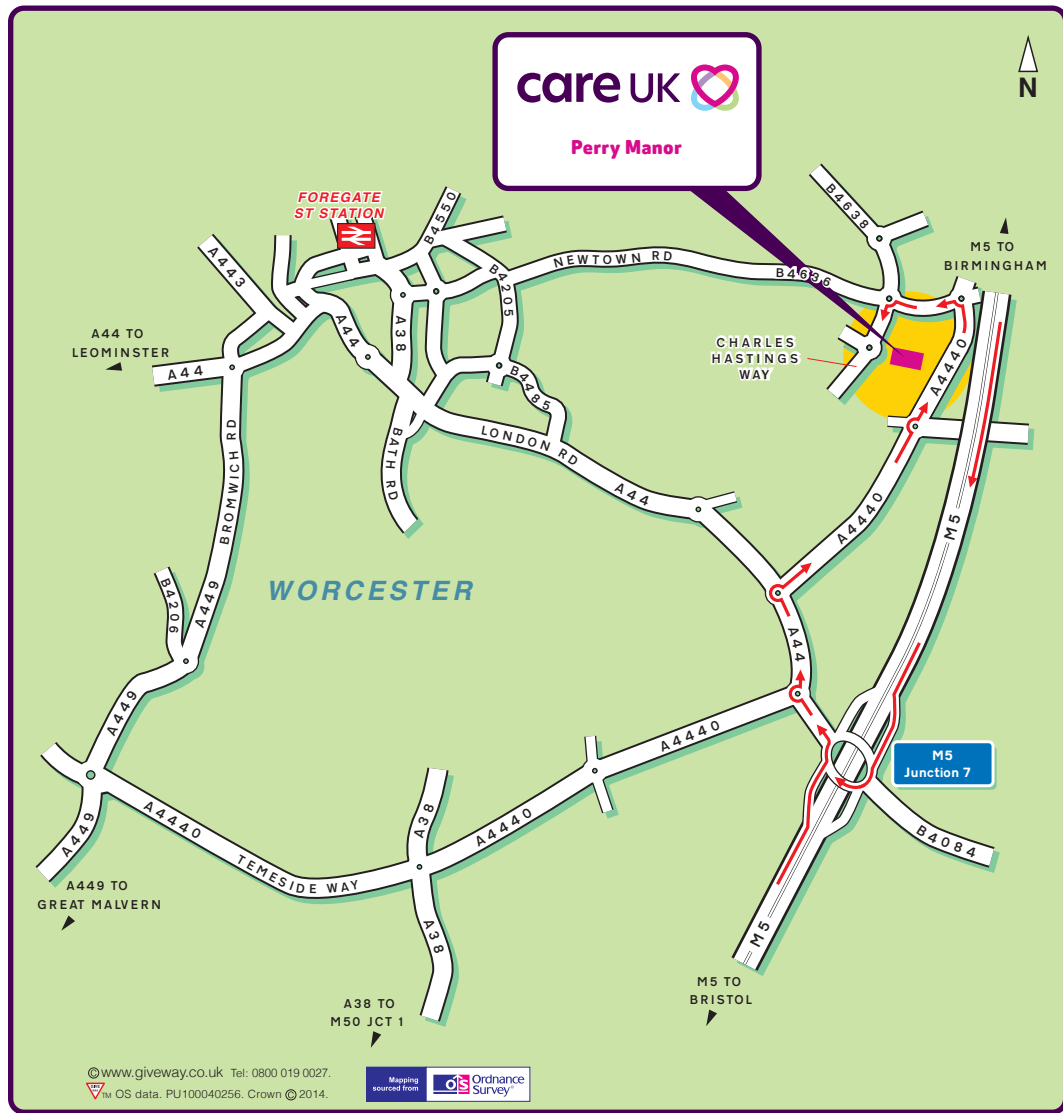 care UK
Perry Manor
N
FOREGATE
ST STATION
B4550
B4638
A443
M5 TO
BIRMINGHAM
NEWTOWN RD
B4636
B4205
A44 TO
LEOMINSTER
A44
A44
A38
CHARLES
HASTINGS
WAY
A4440
B4485
BROMWICH RD
BATH RD
LONDON RD
A44
A4440
M5
WORCESTER
B4206
A449
A44
A449
A4440
M5
Junction 7
A4440
A449
A38
A4440
B4084
TEMESIDE WAY
A449 TO
GREAT MALVERN
A38
M5
M5 TO
BRISTOL
A38 TO
M50 JCT 1
©www.giveway.co.uk Tel: 0800 019 0027.
TM OS data. PU100040256. Crown © 2014.
Mapping
sourced from
OS Ordnance
Survey®